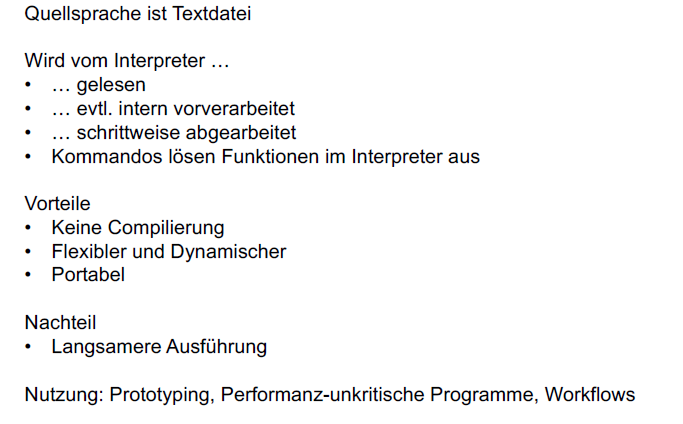 Quellsprache ist Textdatei
Wird vom Interpreter …
• … gelesen
• … evtl. intern vorverarbeitet
• … schrittweise abgearbeitet
• Kommandos lösen Funktionen im Interpreter aus
Vorteile
• Keine Compilierung
• Flexibler und Dynamischer
• Portabel
Nachteil
• Langsamere Ausführung
Nutzung: Prototyping, Performanz-unkritische Programme, Workflows